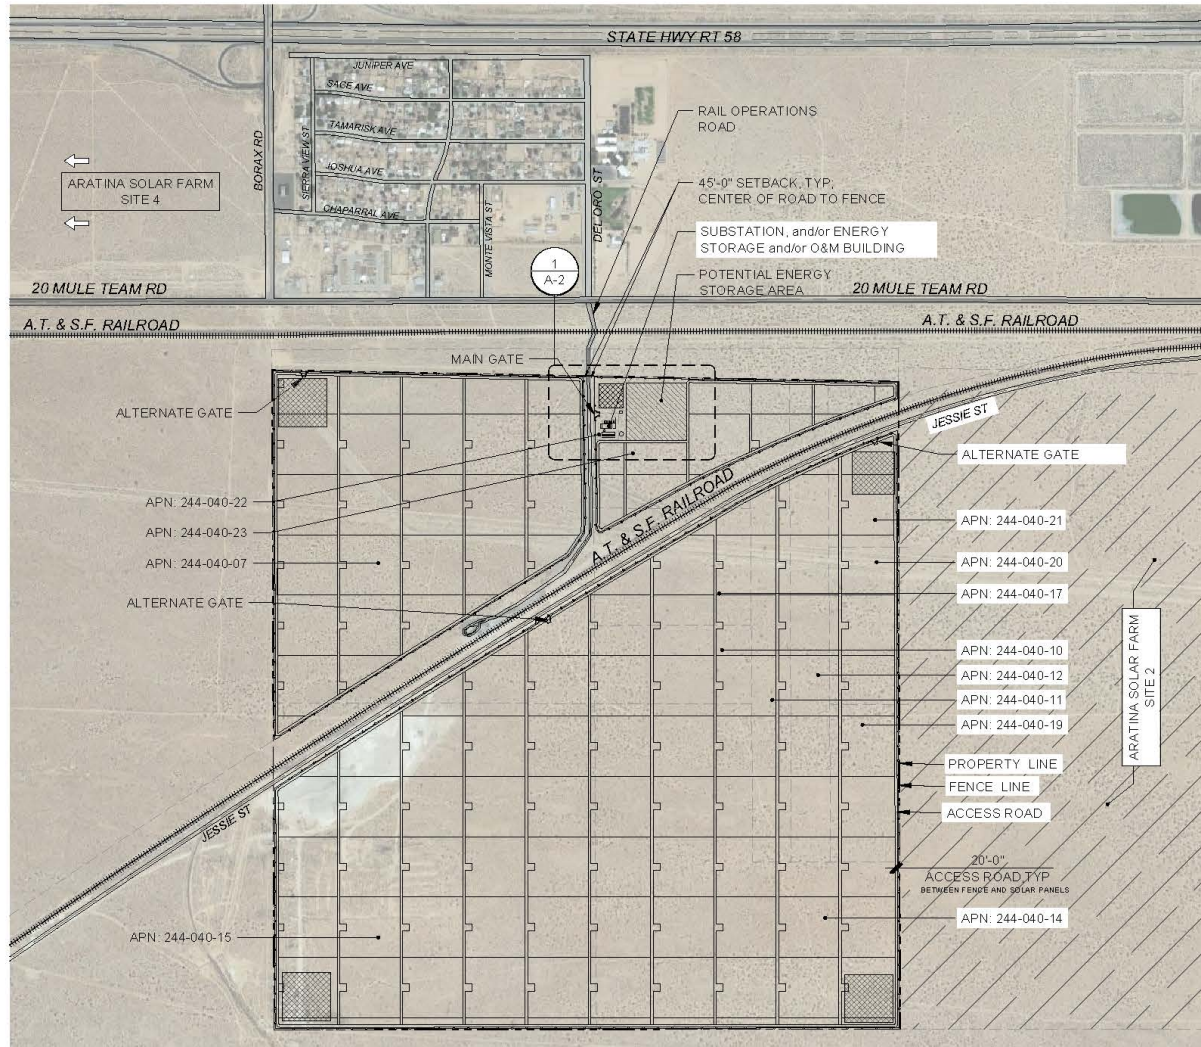 STATE HWY RT 58
JUNIPER AVE
SAGE AVE
TAMARISK AVE
JOSHUA AVE
CHAPARRAL AVE
SIERRA VIEW ST
BORAX RD
MONTE VISTA ST
DEL ORO ST
RAIL OPERATIONS
ROAD
ARATINA SOLAR FARM
SITE 4
45'-0" SETBACK, TYP,
CENTER OF ROAD TO FENCE
SUBSTATION, and/or ENERGY
STORAGE and/or O&M BUILDING
POTENTIAL ENERGY
STORAGE AREA
1
A-2
20 MULE TEAM RD
20 MULE TEAM RD
A.T. & S.F. RAILROAD
A.T. & S.F. RAILROAD
MAIN GATE
ALTERNATE GATE
JESSIE ST
ALTERNATE GATE
A.T. & S.F. RAILROAD
APN: 244-040-22
APN: 244-040-23
APN: 244-040-07
ALTERNATE GATE
APN: 244-040-21
APN: 244-040-20
APN: 244-040-17
APN: 244-040-10
APN: 244-040-12
APN: 244-040-11
APN: 244-040-19
ARATINA SOLAR FARM
SITE 2
PROPERTY LINE
FENCE LINE
ACCESS ROAD
JESSIE ST
20'-0"
ACCESS ROAD, TYP
BETWEEN FENCE AND SOLAR PANELS
APN: 244-040-14
APN: 244-040-15